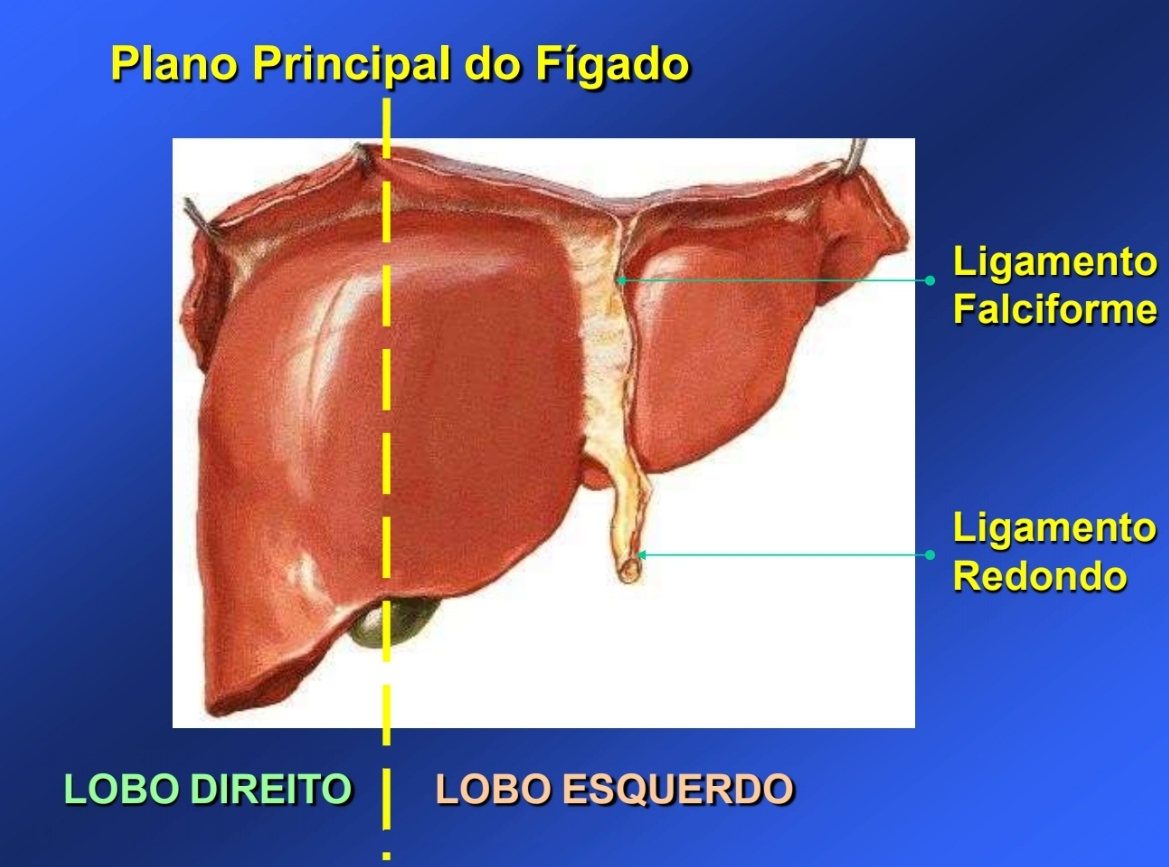 Plano Principal do Fígado
Ligamento
Falciforme
Ligamento
Redondo
LOBO DIREITO
LOBO ESQUERDO